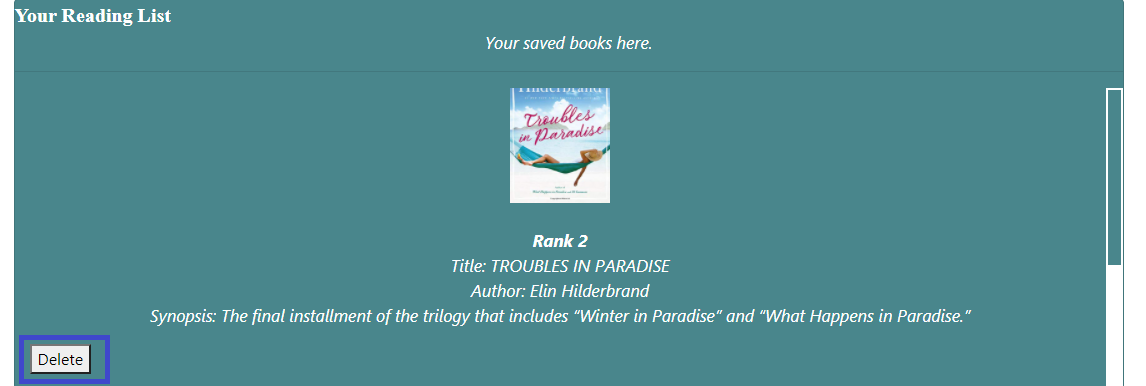 Your Reading List
Your saved books here.
Hilderbrand
Troubles
in Paradise
Rank 2
Title: TROUBLES IN PARADISE
Author: Elin Hilderbrand
Synopsis: The final installment of the trilogy that includes “Winter in Paradise” and “What Happens in Paradise.”
Delete